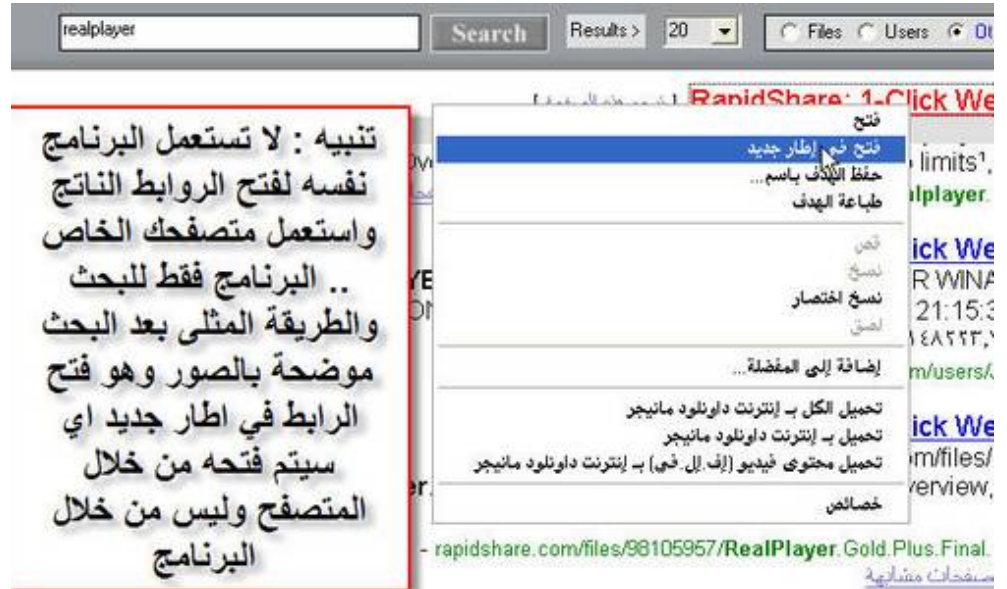 realplayer
Search
Results >
20
Files
Users
RapidShare: 1-Click We
تنبيه : لا تستعمل البرنامج
نفسه لفتح الروابط الناتج
واستعمل متصفحك الخاص
.. البرنامج فقط للبحث
والطريقة المثلى بعد البحث
موضحة بالصور وهو فتح
الرابط في اطار جديد اي
سيتم فتحه من خلال
المتصفح وليس من خلال
البرنامج
فتح
فتح في إطار جديد
حفظ الهدف باسم...
طباعة الهدف
قص
نسخ
نسخ اختصار
لصق
إضافة إلى المفضلة...
تحميل الكل بـ إنترنت داونلود مانيجر
تحميل بـ إنترنت داونلود مانيجر
تحميل محتوى فيديو (إف.إل.في) بـ إنترنت داونلود مانيجر
خصائص
limits¹,
lplayer.
ick We
R WINA
21:15:3
m/users/
ick We
m/files/
verview,
- rapidshare.com/files/98105957/RealPlayer.Gold.Plus.Final.
صفحات مشابهة